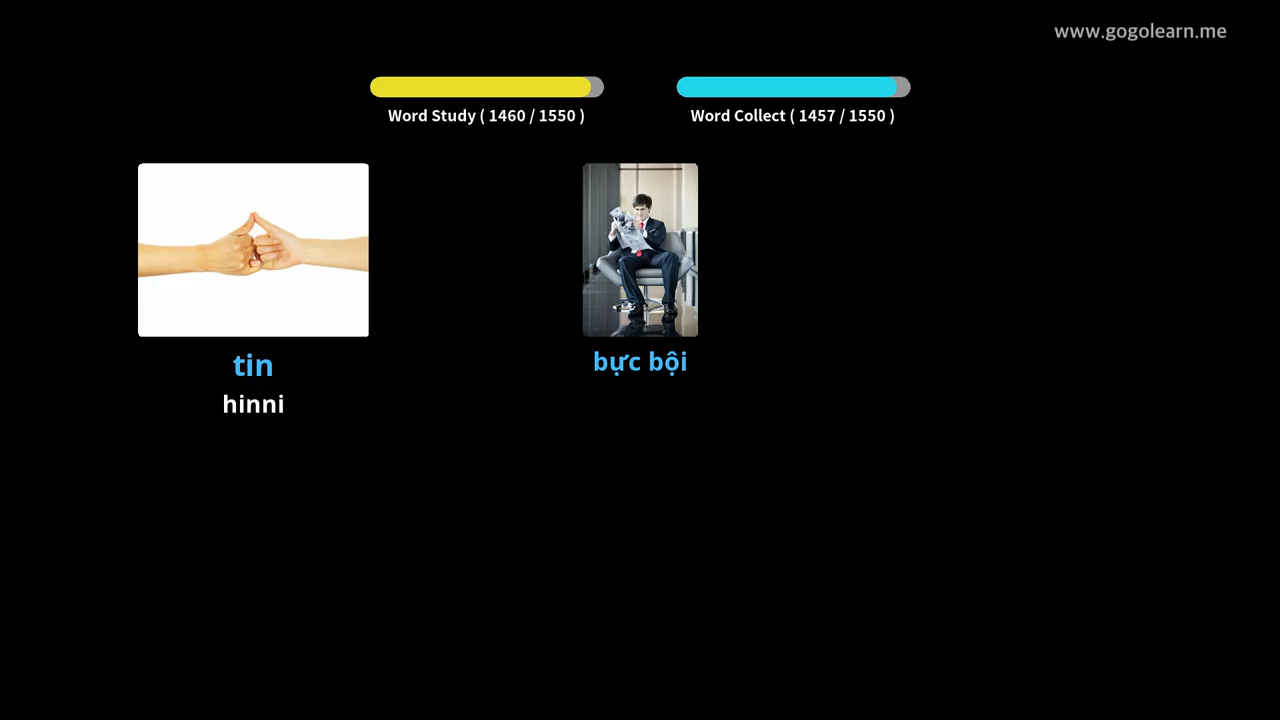 www.gogolearn.me
Word Study ( 1460 / 1550 )
Word Collect ( 1457 / 1550 )
tin
hinni
bực bội